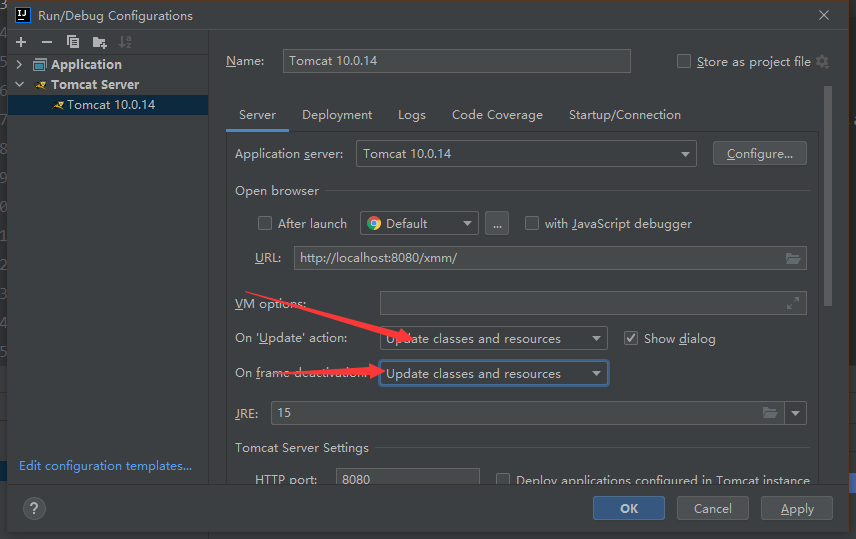 Run/Debug Configurations
Application
Tomcat Server
Tomcat 10.0.14
Edit configuration templates...
Name: Tomcat 10.0.14 Store as project file
Server Deployment Logs Code Coverage Startup/Connection
Application server: Tomcat 10.0.14 Configure...
Open browser
After launch Default ... with JavaScript debugger
URL: http://localhost:8080/xmm/
VM options:
On 'Update' action: Update classes and resources Show dialog
On frame deactivation: Update classes and resources
JRE: 15
Tomcat Server Settings
HTTP port: 8080 Deploy applications configured in Tomcat instance
? OK Cancel Apply